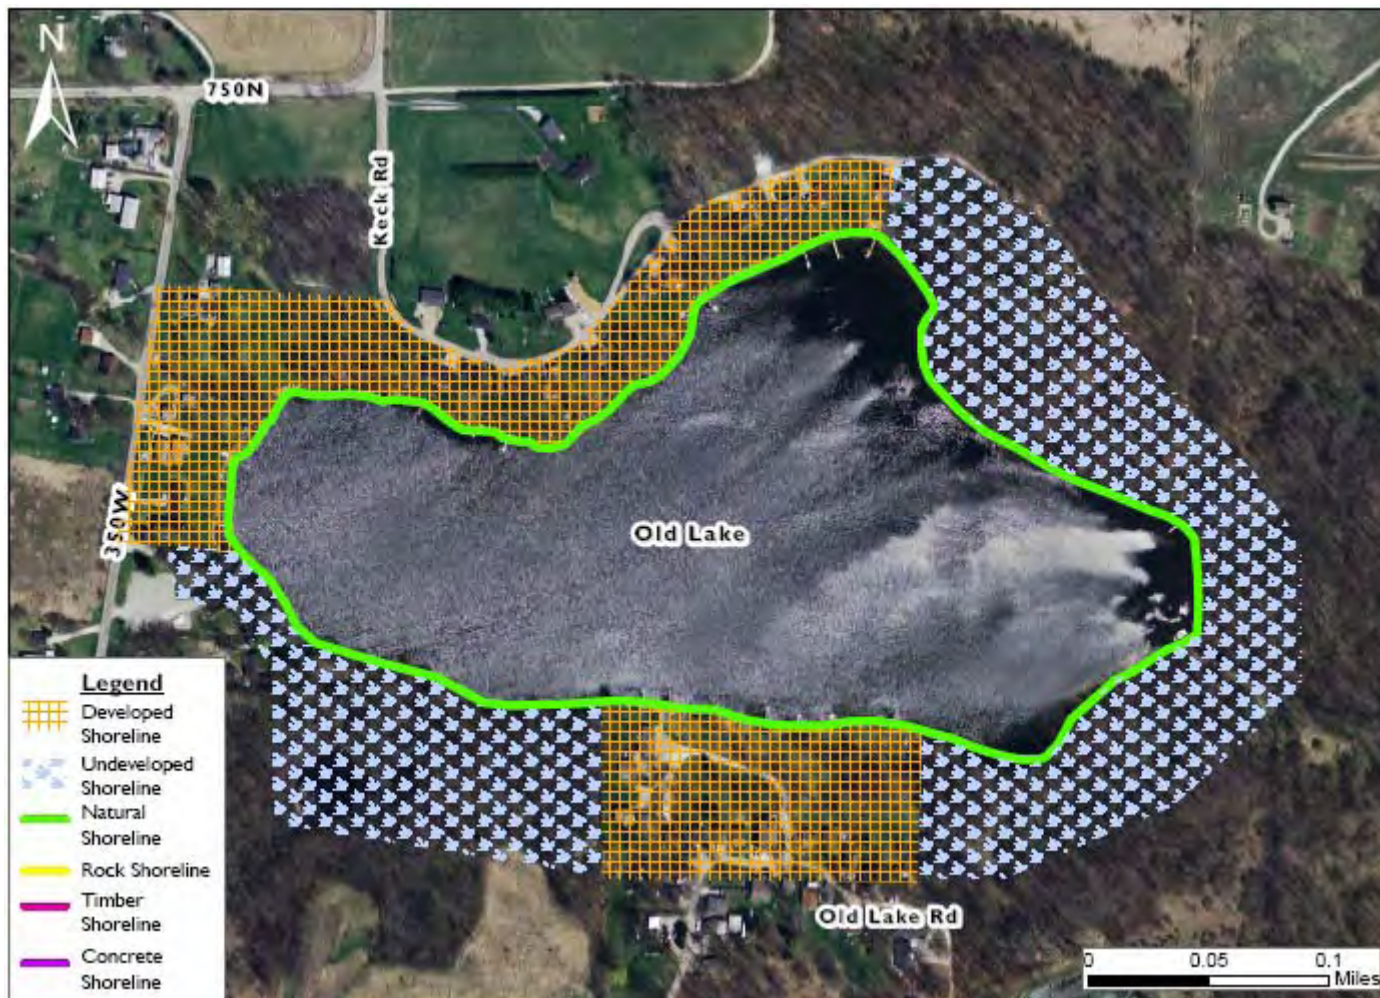 N
750N
Keck Rd
350W
Old Lake
Legend
Developed
Shoreline
Undeveloped
Shoreline
Natural
Shoreline
Rock Shoreline
Timber
Shoreline
Concrete
Shoreline
Old Lake Rd
0 0.05 0.1
Miles